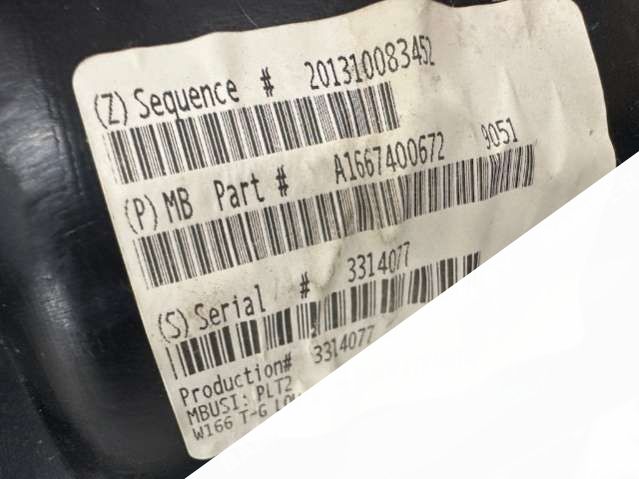 (Z) Sequence # 201310083452
(P) MB Part # A1667400672 9051
(S) Serial # 3314077
Production# 3314077
MBUSI: PLT2
W166 T-G